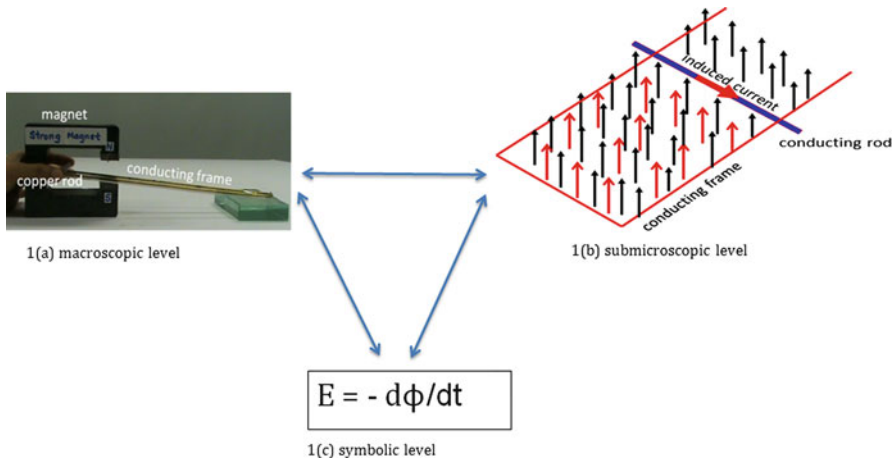 magnet
Strong Magnet
N
conducting frame
copper rod
1(a) macroscopic level
induced current
conducting rod
conducting frame
1(b) submicroscopic level
E = - dϕ/dt
1(c) symbolic level